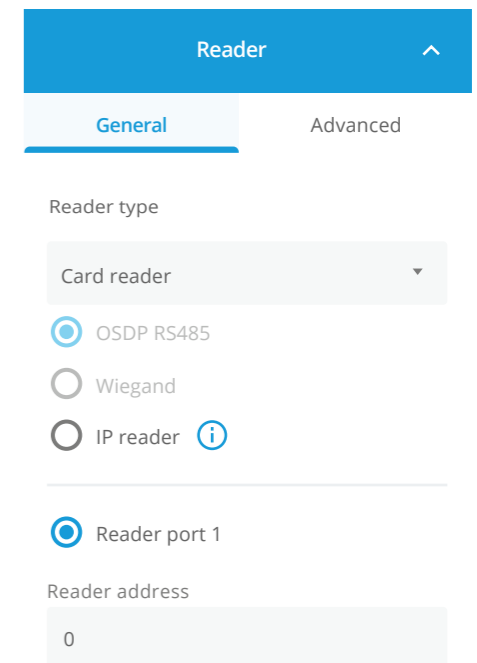 Reader
General Advanced
Reader type
Card reader
OSDP RS485
Wiegand
IP reader
Reader port 1
Reader address
0